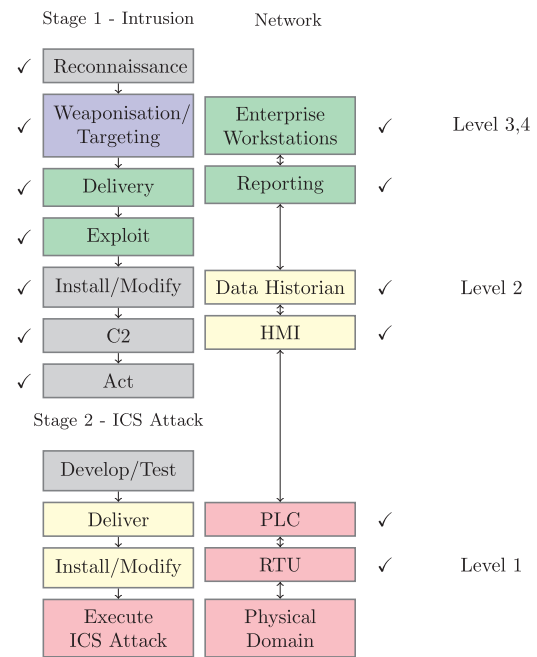 Stage 1 - Intrusion
Network
✓ Reconnaissance
✓ Weaponisation/
Targeting
Enterprise
Workstations ✓
Level 3,4
✓ Delivery
Reporting ✓
✓ Exploit
✓ Install/Modify
Data Historian ✓
Level 2
✓ C2
HMI ✓
✓ Act
Stage 2 - ICS Attack
Develop/Test
Deliver
PLC ✓
Install/Modify
RTU ✓
Level 1
Execute
ICS Attack
Physical
Domain